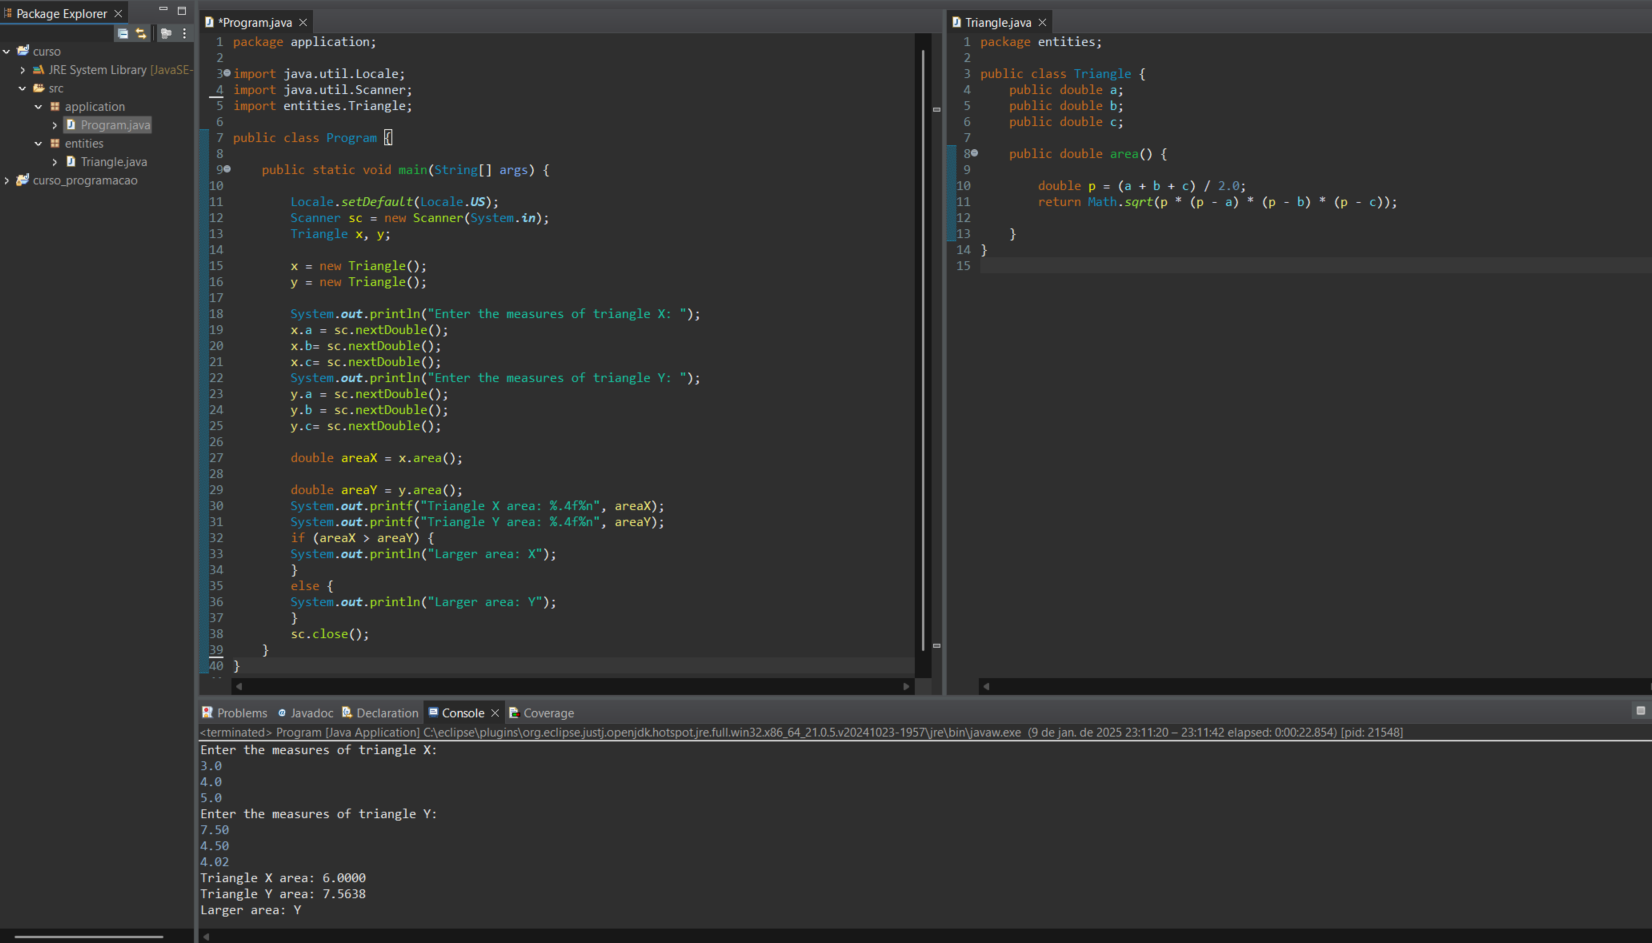 Package Explorer
curso
JRE System Library [JavaSE-
src
application
Program.java
entities
Triangle.java
curso_programacao
*Program.java
1 package application;
2
3 import java.util.Locale;
4 import java.util.Scanner;
5 import entities.Triangle;
6
7 public class Program {
8
9 public static void main(String[] args) {
10
11 Locale.setDefault(Locale.US);
12 Scanner sc = new Scanner(System.in);
13 Triangle x, y;
14
15 x = new Triangle();
16 y = new Triangle();
17
18 System.out.println("Enter the measures of triangle X: ");
19 x.a = sc.nextDouble();
20 x.b= sc.nextDouble();
21 x.c= sc.nextDouble();
22 System.out.println("Enter the measures of triangle Y: ");
23 y.a = sc.nextDouble();
24 y.b = sc.nextDouble();
25 y.c= sc.nextDouble();
26
27 double areaX = x.area();
28
29 double areaY = y.area();
30 System.out.printf("Triangle X area: %.4f%n", areaX);
31 System.out.printf("Triangle Y area: %.4f%n", areaY);
32 if (areaX > areaY) {
33 System.out.println("Larger area: X");
34 }
35 else {
36 System.out.println("Larger area: Y");
37 }
38 sc.close();
39 }
40 }
Triangle.java
1 package entities;
2
3 public class Triangle {
4 public double a;
5 public double b;
6 public double c;
7
8 public double area() {
9
10 double p = (a + b + c) / 2.0;
11 return Math.sqrt(p * (p - a) * (p - b) * (p - c));
12
13 }
14 }
15
Problems Javadoc Declaration Console Coverage
<terminated> Program [Java Application] C:\eclipse\plugins\org.eclipse.justj.openjdk.hotspot.jre.full.win32.x86_64_21.0.5.v20241023-1957\jre\bin\javaw.exe (9 de jan. de 2025 23:11:20 – 23:11:42 elapsed: 0:00:22.854) [pid: 21548]
Enter the measures of triangle X:
3.0
4.0
5.0
Enter the measures of triangle Y:
7.50
4.50
4.02
Triangle X area: 6.0000
Triangle Y area: 7.5638
Larger area: Y